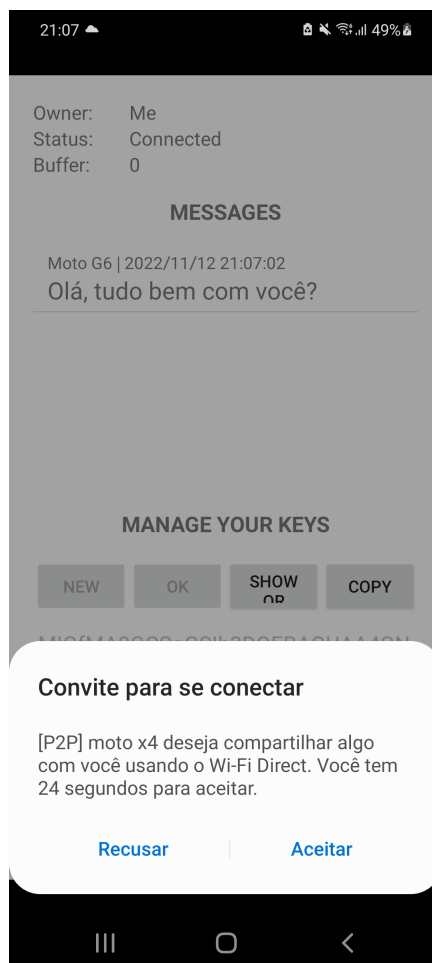 21:07 49%
Owner: Me
Status: Connected
Buffer: 0
MESSAGES
Moto G6 | 2022/11/12 21:07:02
Olá, tudo bem com você?
MANAGE YOUR KEYS
NEW OK SHOW QR COPY
Convite para se conectar
[P2P] moto x4 deseja compartilhar algo
com você usando o Wi-Fi Direct. Você tem
24 segundos para aceitar.
Recusar Aceitar